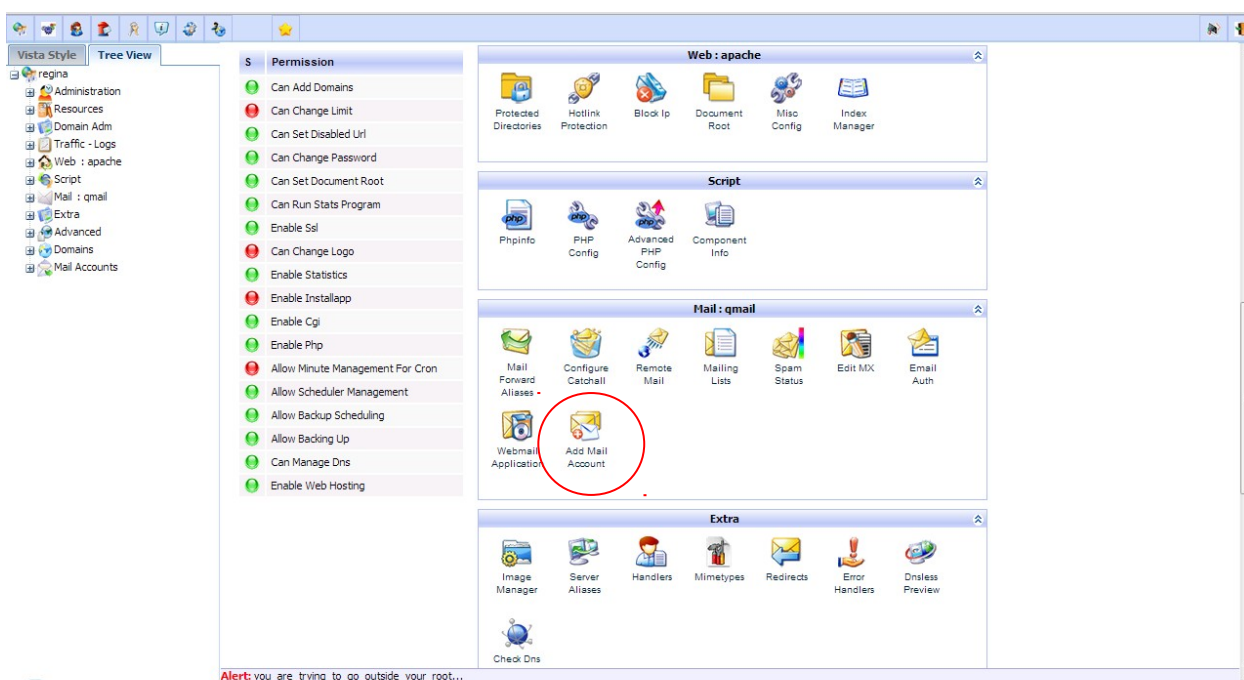 Vista Style
Tree View
regina
Administration
Resources
Domain Adm
Traffic - Logs
Web : apache
Script
Mail : qmail
Extra
Advanced
Domains
Mail Accounts
S Permission
Can Add Domains
Can Change Limit
Can Set Disabled Url
Can Change Password
Can Set Document Root
Can Run Stats Program
Enable Ssl
Can Change Logo
Enable Statistics
Enable Installapp
Enable Cgi
Enable Php
Allow Minute Management For Cron
Allow Scheduler Management
Allow Backup Scheduling
Allow Backing Up
Can Manage Dns
Enable Web Hosting
Web : apache
Protected
Directories
Hotlink
Protection
Block Ip
Document
Root
Misc
Config
Index
Manager
Script
php
Phpinfo
php
PHP
Config
php
Advanced
PHP
Config
Component
Info
Mail : qmail
Mail
Forward
Aliases
Configure
Catchall
Remote
Mail
Mailing
Lists
Spam
Status
Edit MX
Email
Auth
Webmail
Application
Add Mail
Account
Extra
Image
Manager
Server
Aliases
Handlers
Mimetypes
Redirects
Error
Handlers
Dnsless
Preview
Check Dns
Alert: you are trying to go outside your root...